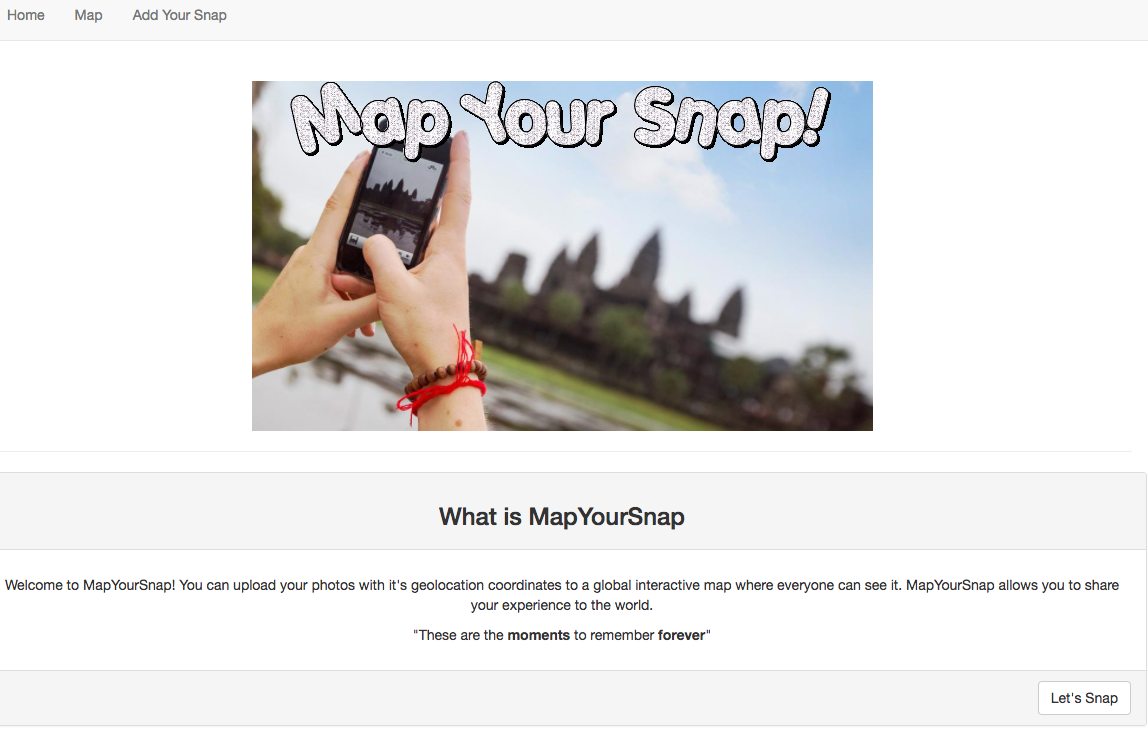 Home Map Add Your Snap
Map Your Snap!
What is MapYourSnap
Welcome to MapYourSnap! You can upload your photos with it's geolocation coordinates to a global interactive map where everyone can see it. MapYourSnap allows you to share
your experience to the world.
"These are the moments to remember forever"
Let's Snap